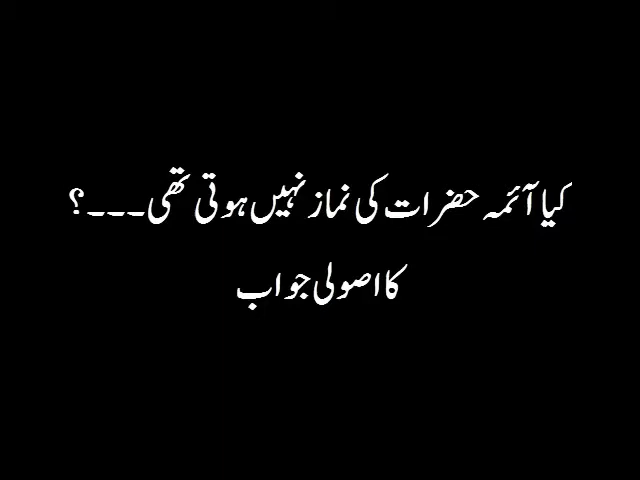 کیا آئمہ حضرات کی نماز نہیں ہوتی تھی۔۔۔؟
کا اصولی جواب